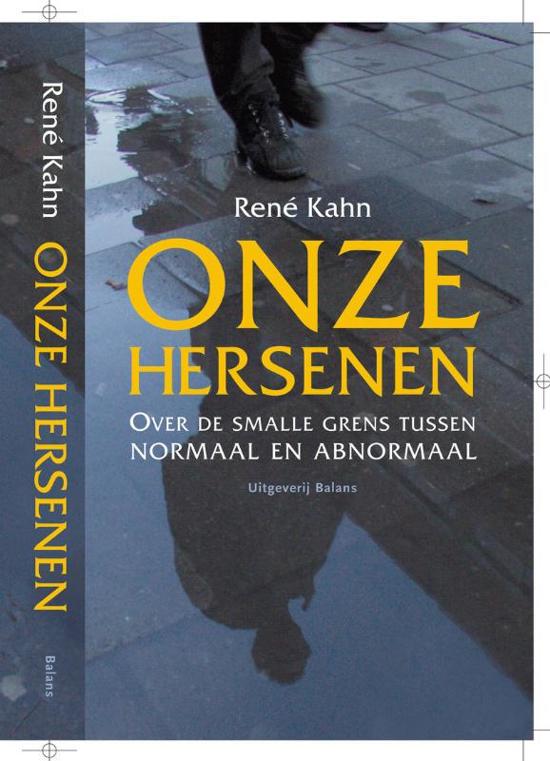 René Kahn
ONZE HERSENEN
Balans
René Kahn
ONZE
HERSENEN
OVER DE SMALLE GRENS TUSSEN
NORMAAL EN ABNORMAAL
Uitgeverij Balans